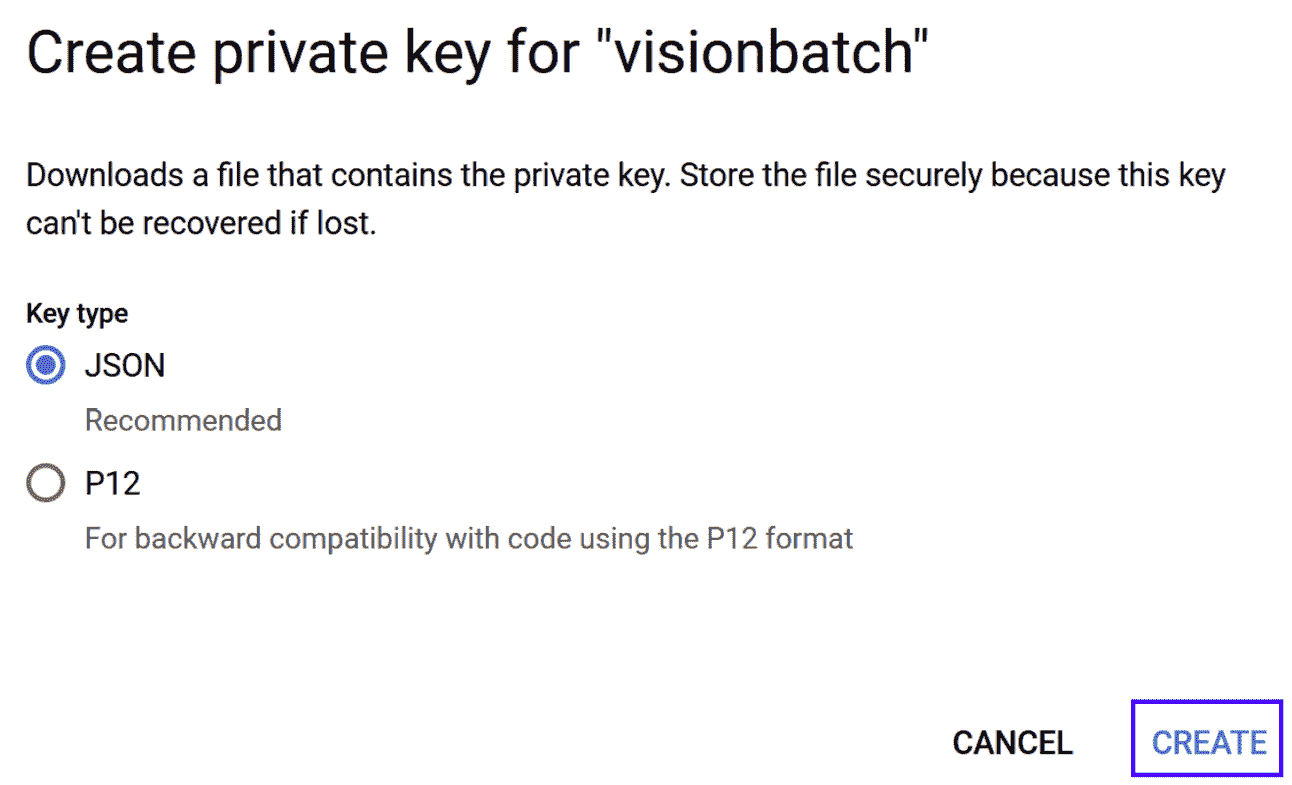 Create private key for "visionbatch"
Downloads a file that contains the private key. Store the file securely because this key
can't be recovered if lost.
Key type
JSON
Recommended
P12
For backward compatibility with code using the P12 format
CANCEL CREATE